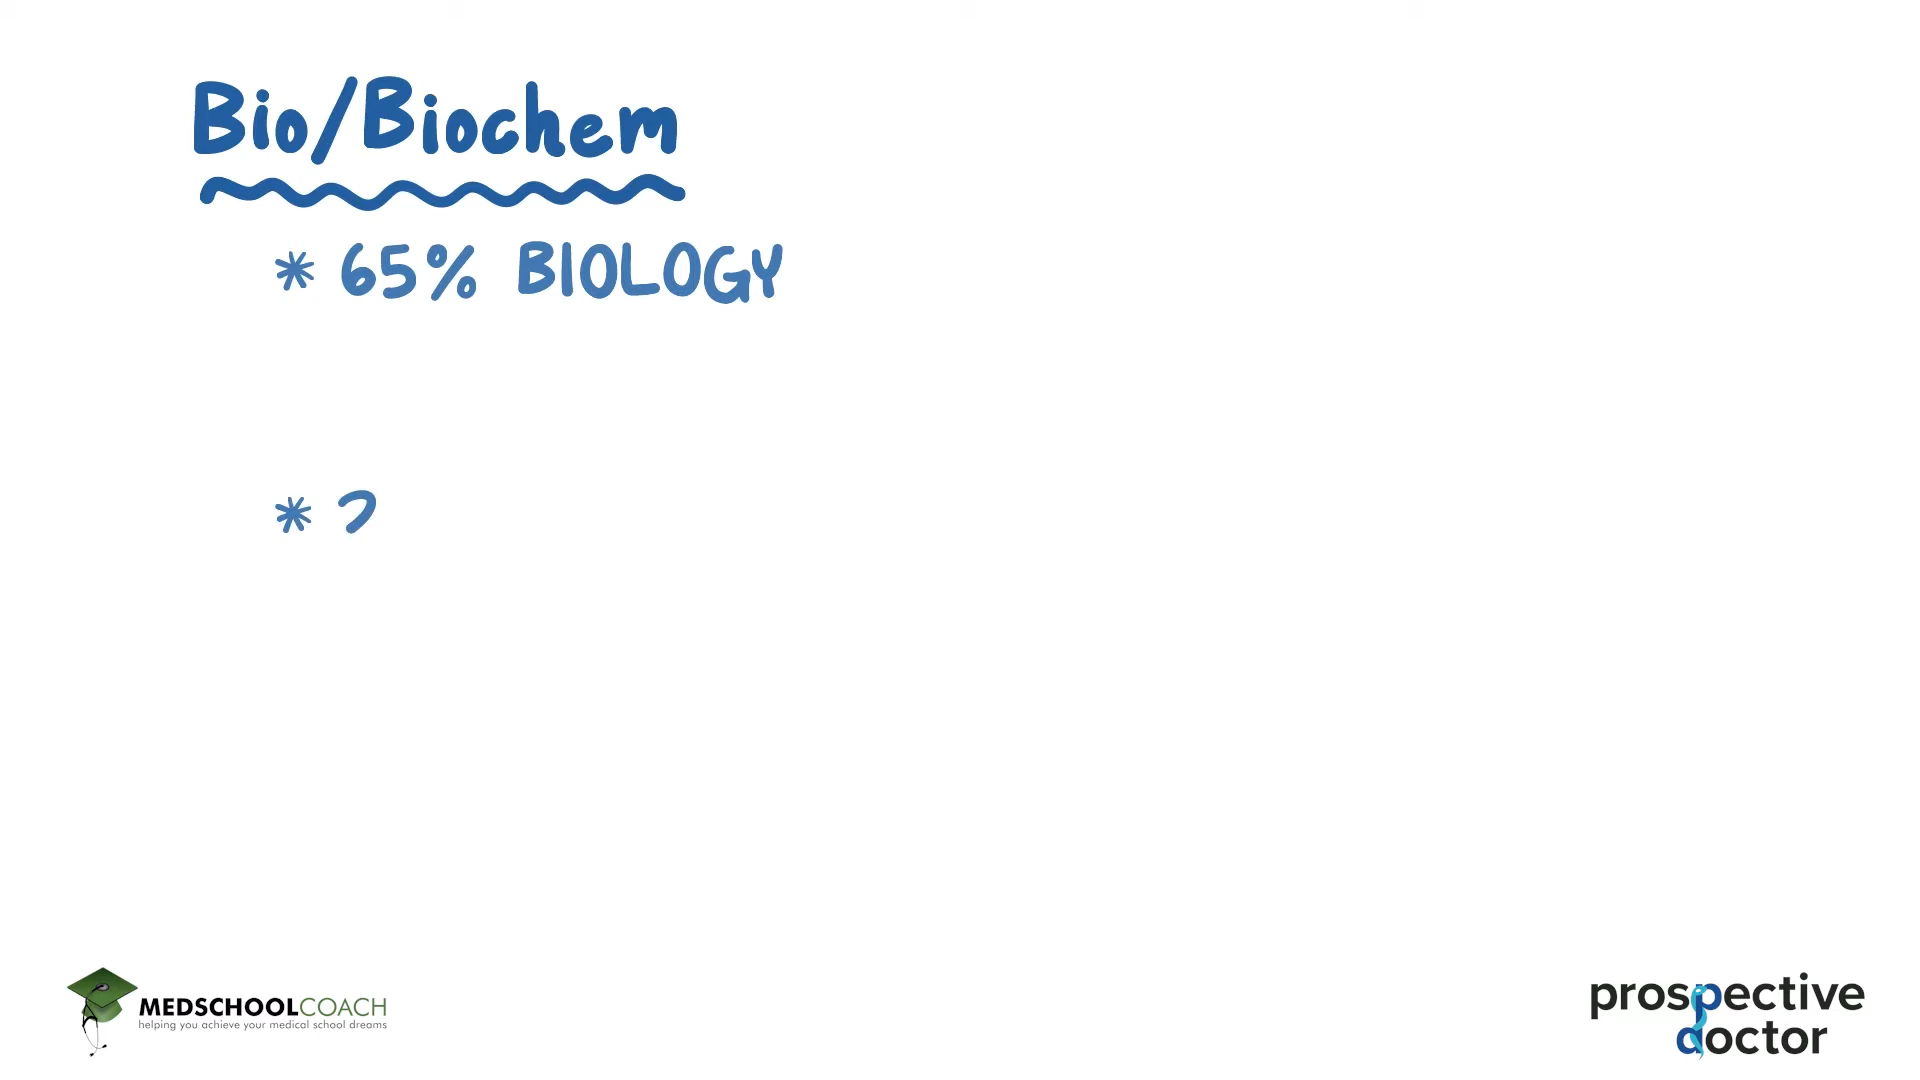 Bio/Biochem
* 65% BIOLOGY
*
MEDSCHOOLCOACH
helping you achieve your medical school dreams
prospective
doctor